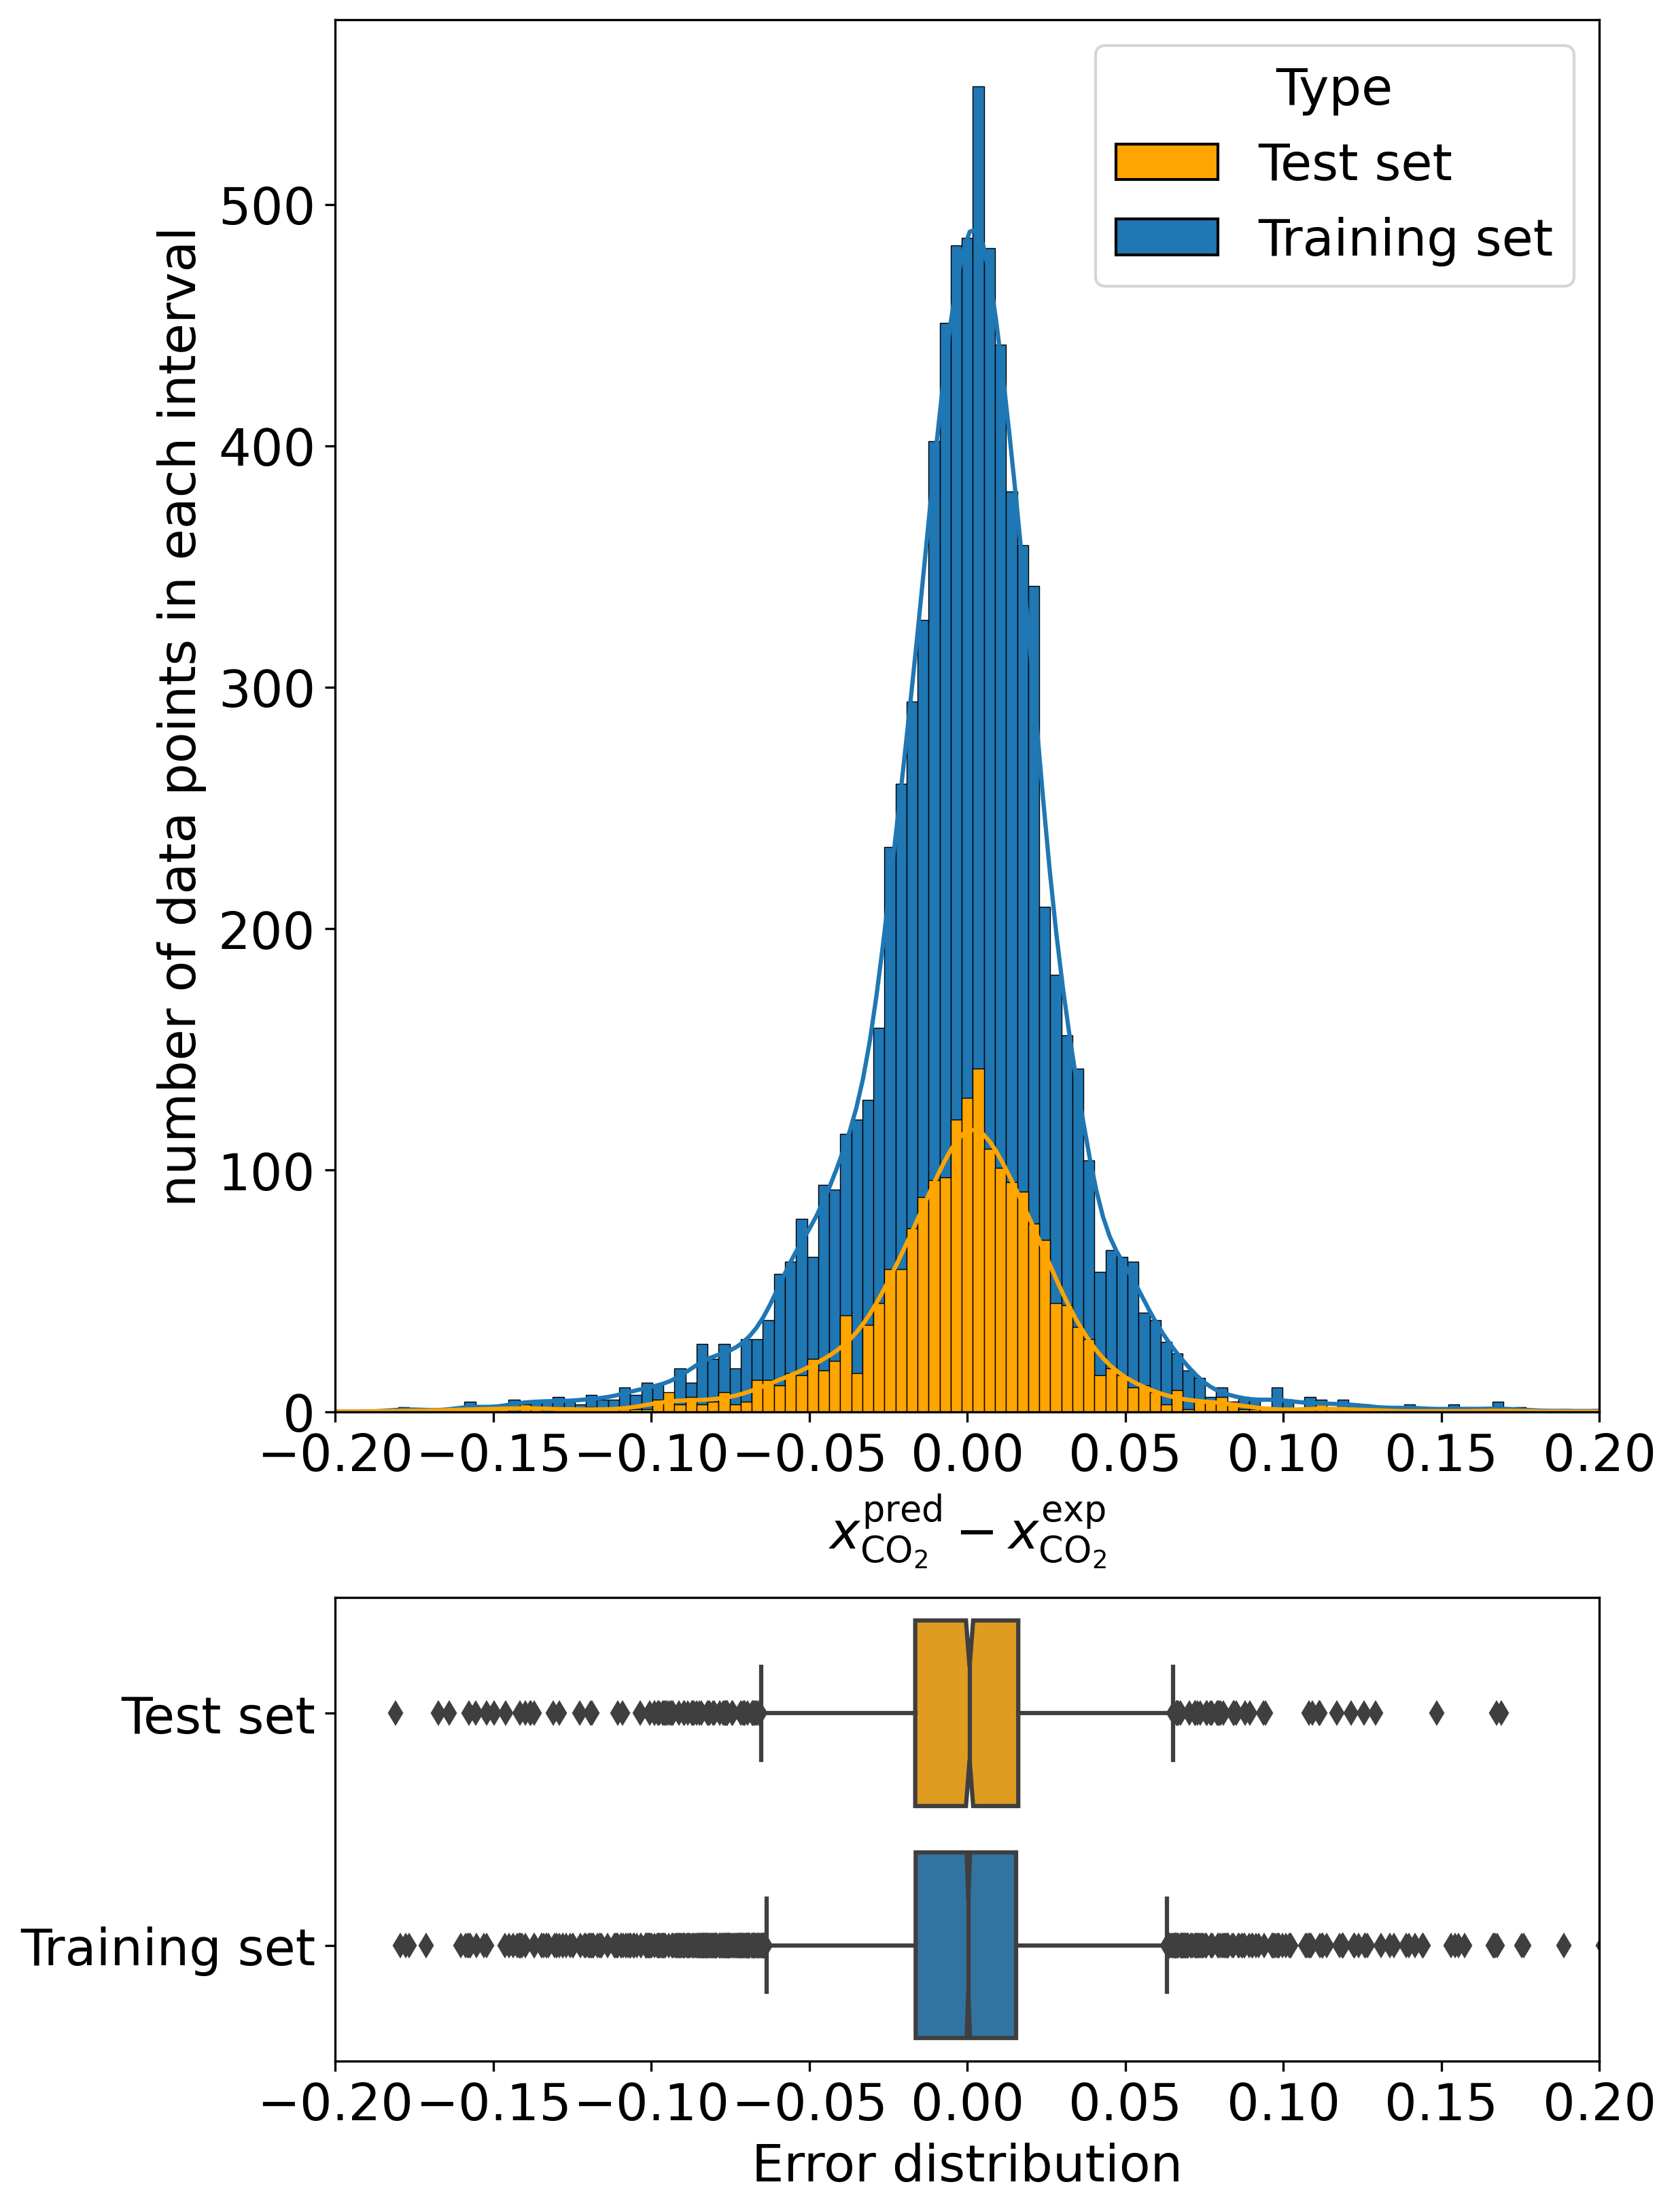 Type
Test set
Training set
number of data points in each interval
500
400
300
200
100
0
−0.20 −0.15 −0.10 −0.05 0.00 0.05 0.10 0.15 0.20
x_CO₂^pred − x_CO₂^exp
Test set
Training set
−0.20 −0.15 −0.10 −0.05 0.00 0.05 0.10 0.15 0.20
Error distribution